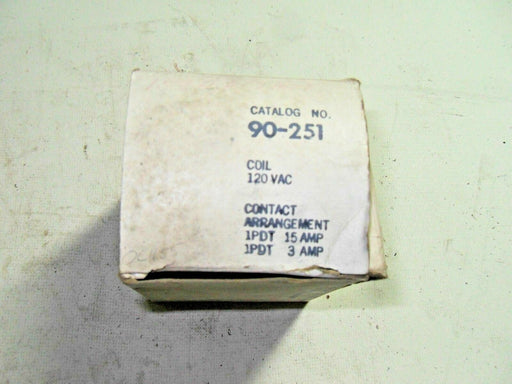 CATALOG NO.
90-251
COIL
120 VAC
CONTACT
ARRANGEMENT
1PDT 15 AMP
1PDT 3 AMP